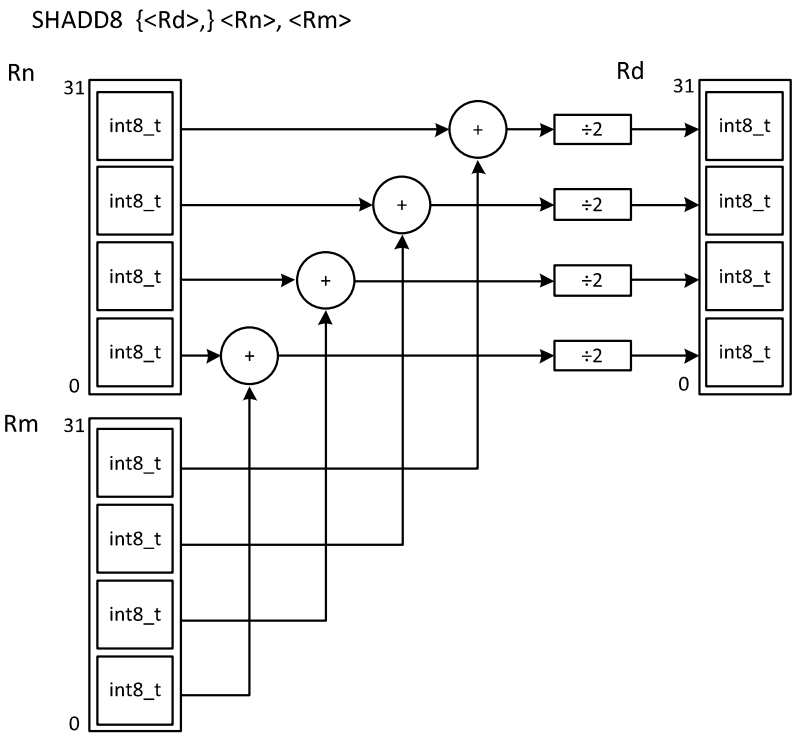 SHADD8 {<Rd>,} <Rn>, <Rm>
Rn
31
int8_t
int8_t
int8_t
int8_t
0
+
+
+
+
÷2
÷2
÷2
÷2
Rd
31
int8_t
int8_t
int8_t
int8_t
0
Rm
31
int8_t
int8_t
int8_t
int8_t
0